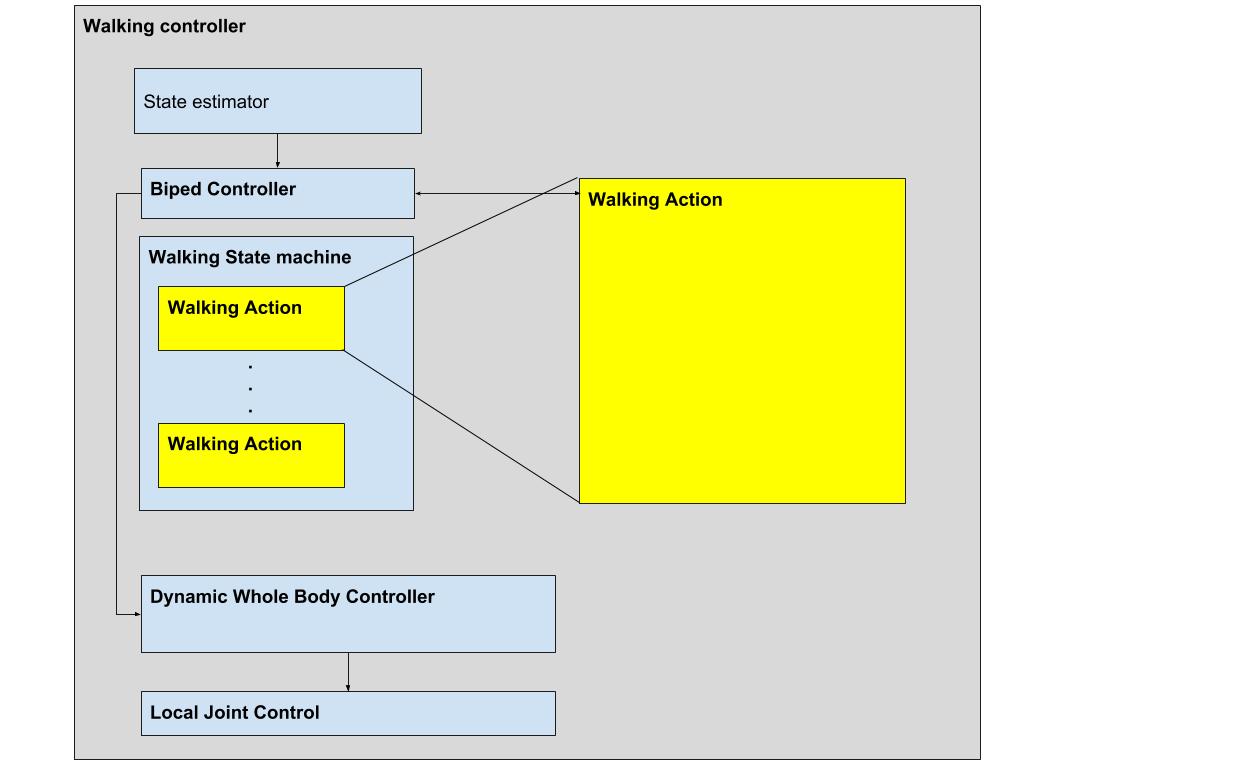 Walking controller
State estimator
Biped Controller
Walking Action
Walking State machine
Walking Action
Walking Action
Dynamic Whole Body Controller
Local Joint Control